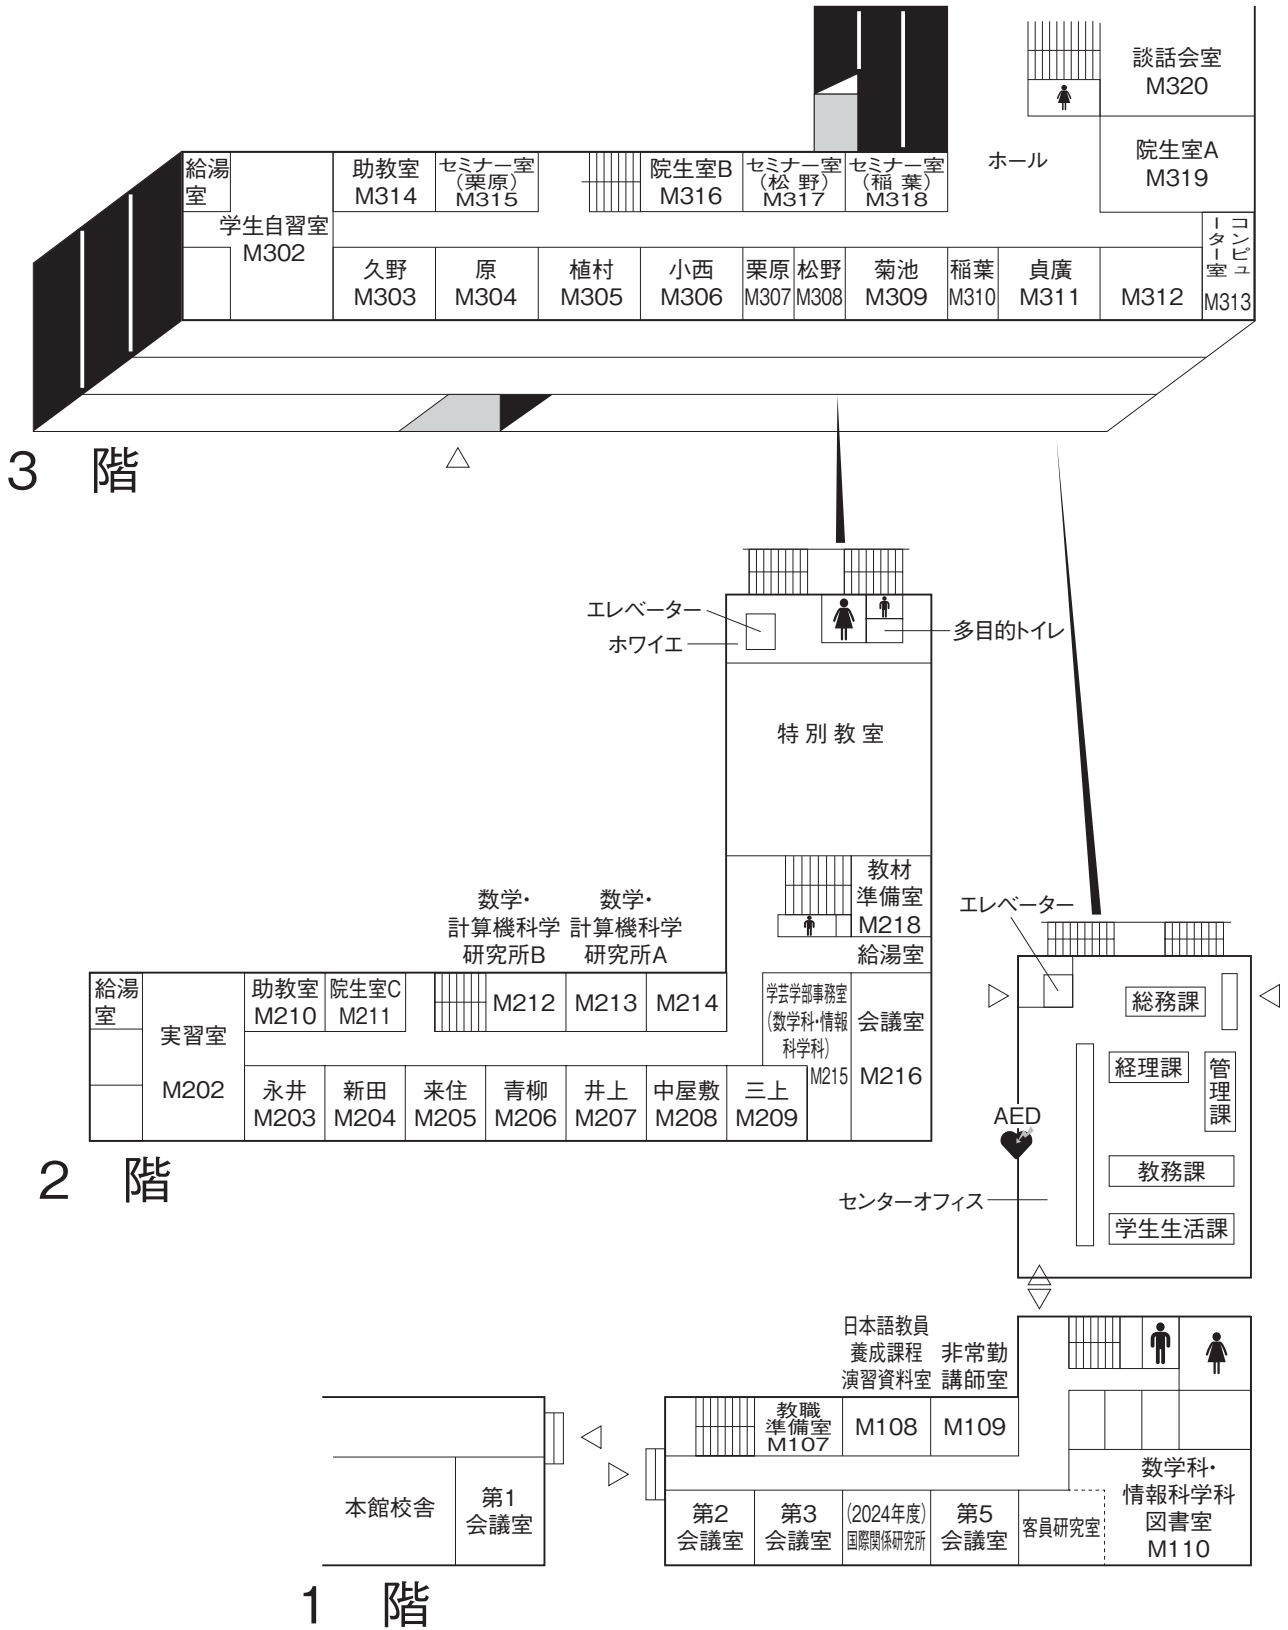 談話会室
M320
給湯
室
助教室
M314
セミナー室
(栗原)
M315
院生室B
M316
セミナー室
(松 野)
M317
セミナー室
(稲 葉)
M318
ホール
院生室A
M319
学生自習室
M302
コンピュ
ーター室
M313
久野
M303
原
M304
植村
M305
小西
M306
栗原
M307
松野
M308
菊池
M309
稲葉
M310
貞廣
M311
M312
3 階
エレベーター
ホワイエ
多目的トイレ
特別教室
教材
準備室
M218
給湯室
数学・
計算機科学
研究所B
数学・
計算機科学
研究所A
給湯
室
実習室
M202
助教室
M210
院生室C
M211
M212
M213
M214
学芸学部事務室
(数学科・情報
科学科)
M215
会議室
M216
永井
M203
新田
M204
来住
M205
青柳
M206
井上
M207
中屋敷
M208
三上
M209
2 階
エレベーター
総務課
経理課
管理課
AED
教務課
センターオフィス
学生生活課
日本語教員
養成課程
演習資料室
非常勤
講師室
教職
準備室
M107
M108
M109
本館校舎
第1
会議室
第2
会議室
第3
会議室
(2024年度)
国際関係研究所
第5
会議室
客員研究室
数学科・
情報科学科
図書室
M110
1 階